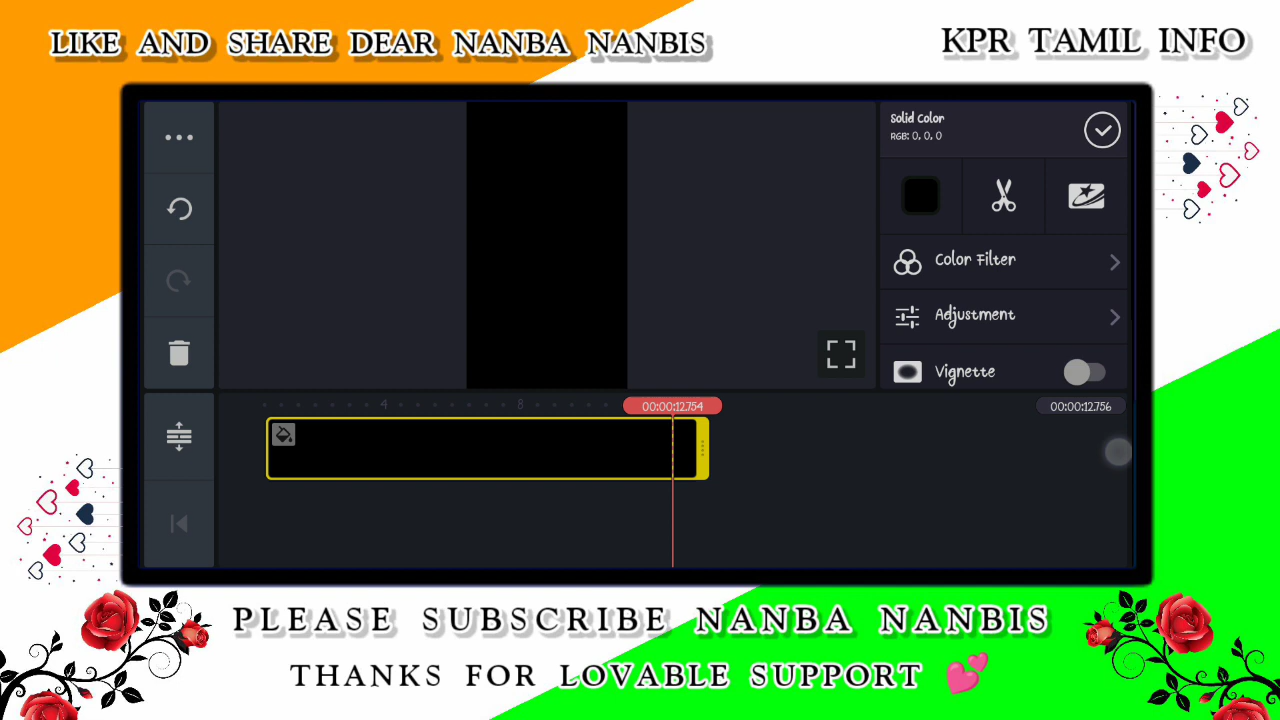 LIKE AND SHARE DEAR NANBA NANBIS
KPR TAMIL INFO
Solid Color
RGB: 0, 0, 0
Color Filter
Adjustment
Vignette
4
8
00:00:12.754
00:00:12.756
PLEASE SUBSCRIBE NANBA NANBIS
THANKS FOR LOVABLE SUPPORT 💕